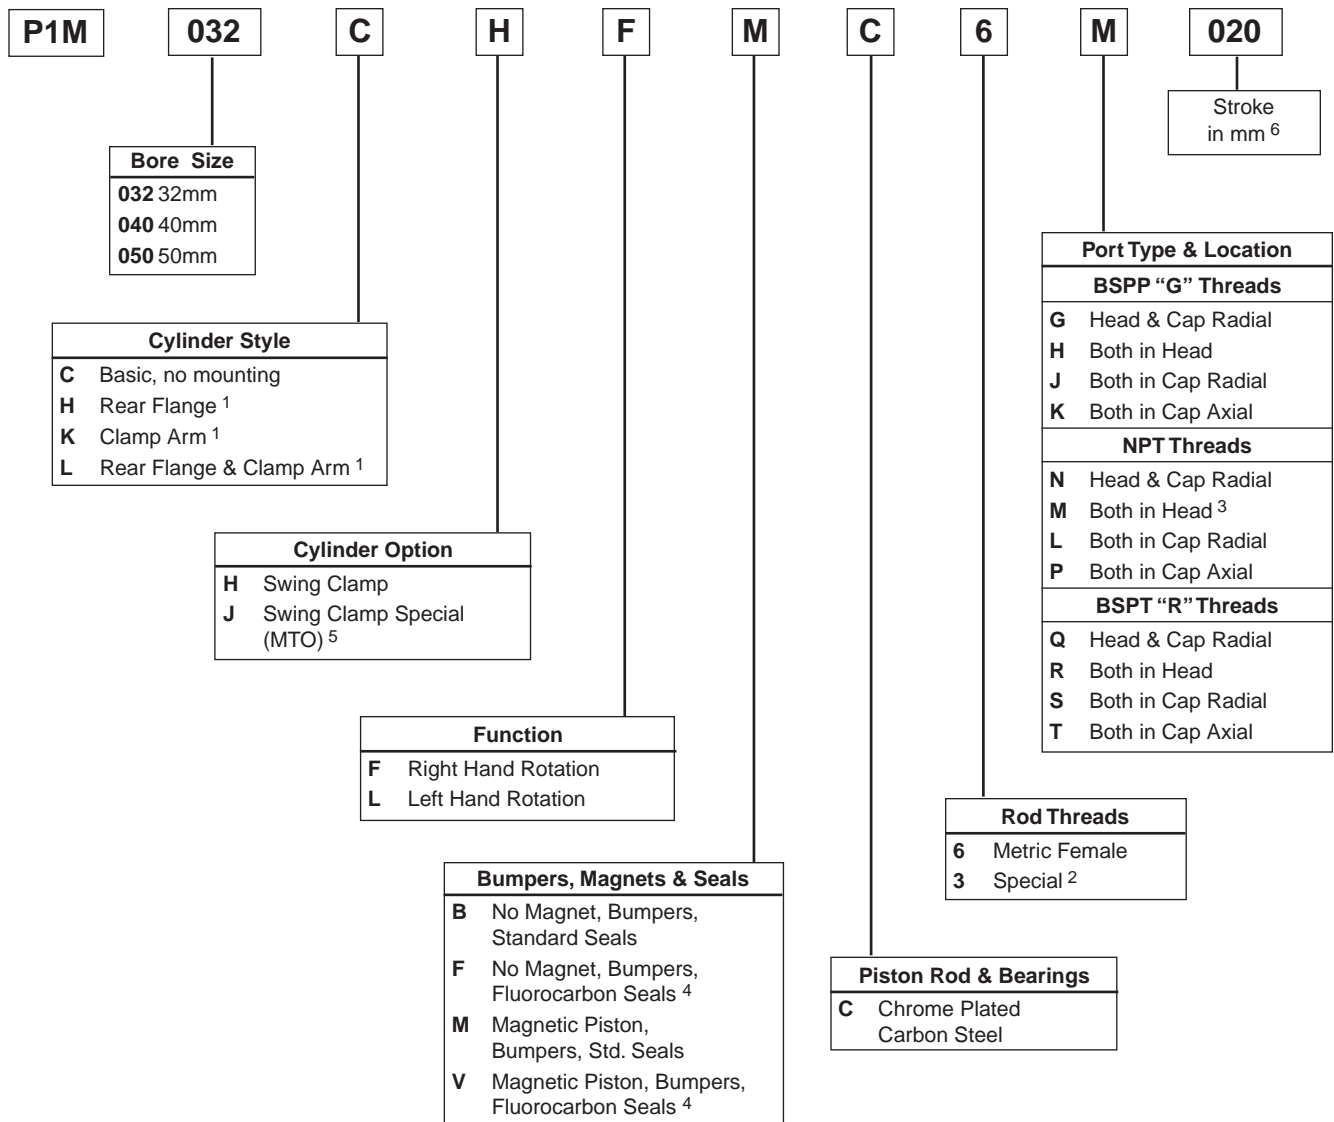 P1M 032 C H F M C 6 M 020
Stroke
in mm 6
Bore Size
032 32mm
040 40mm
050 50mm
Port Type & Location
BSPP “G” Threads
G Head & Cap Radial
H Both in Head
J Both in Cap Radial
K Both in Cap Axial
NPT Threads
N Head & Cap Radial
M Both in Head 3
L Both in Cap Radial
P Both in Cap Axial
BSPT “R” Threads
Q Head & Cap Radial
R Both in Head
S Both in Cap Radial
T Both in Cap Axial
Cylinder Style
C Basic, no mounting
H Rear Flange 1
K Clamp Arm 1
L Rear Flange & Clamp Arm 1
Cylinder Option
H Swing Clamp
J Swing Clamp Special
(MTO) 5
Function
F Right Hand Rotation
L Left Hand Rotation
Rod Threads
6 Metric Female
3 Special 2
Bumpers, Magnets & Seals
B No Magnet, Bumpers,
Standard Seals
F No Magnet, Bumpers,
Fluorocarbon Seals 4
M Magnetic Piston,
Bumpers, Std. Seals
V Magnetic Piston, Bumpers,
Fluorocarbon Seals 4
Piston Rod & Bearings
C Chrome Plated
Carbon Steel